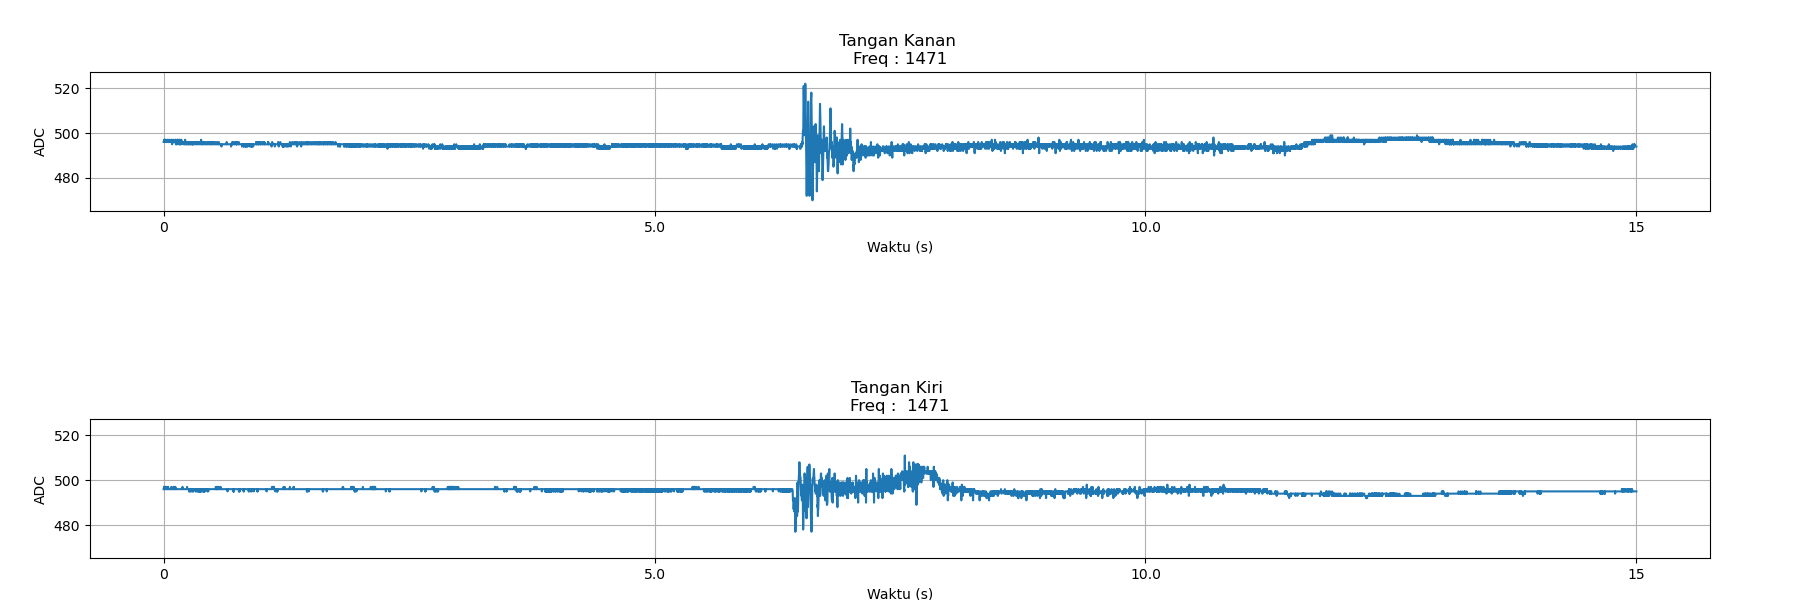 Tangan Kanan
Freq : 1471
520
500
480
ADC
0
5.0
10.0
15
Waktu (s)
Tangan Kiri
Freq :  1471
520
500
480
ADC
0
5.0
10.0
15
Waktu (s)